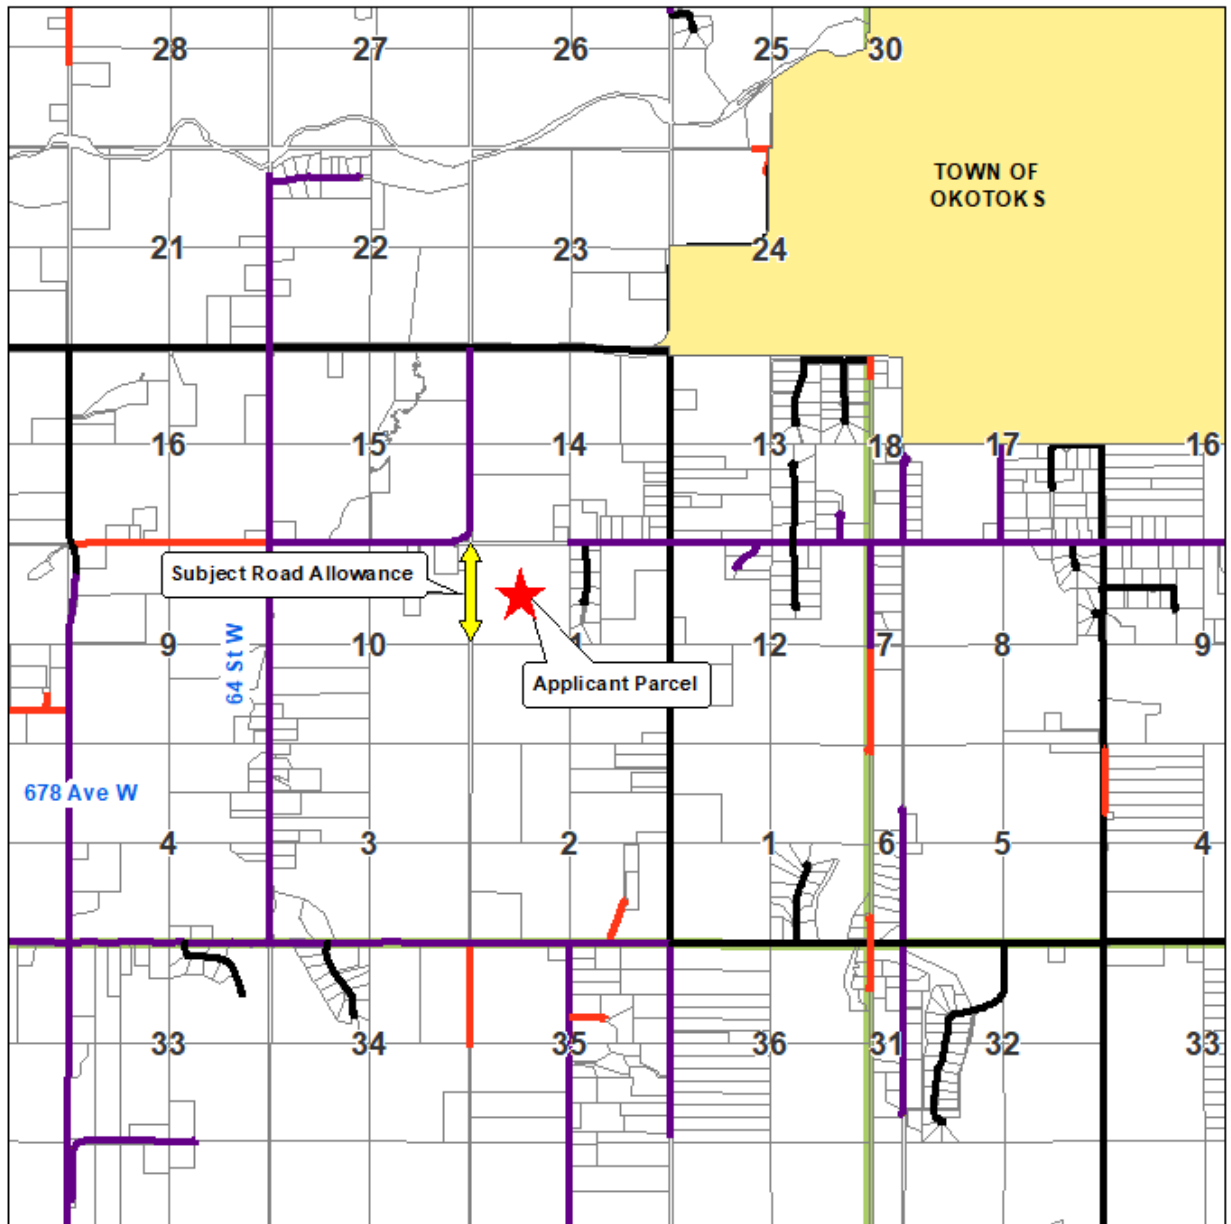 28 27 26 25 30
TOWN OF
OKOTOKS
21 22 23 24
16 15 14 13 18 17 16
Subject Road Allowance
9 10 12 7 8 9
64 St W
Applicant Parcel
678 Ave W
4 3 2 1 6 5 4
33 34 35 36 31 32 33